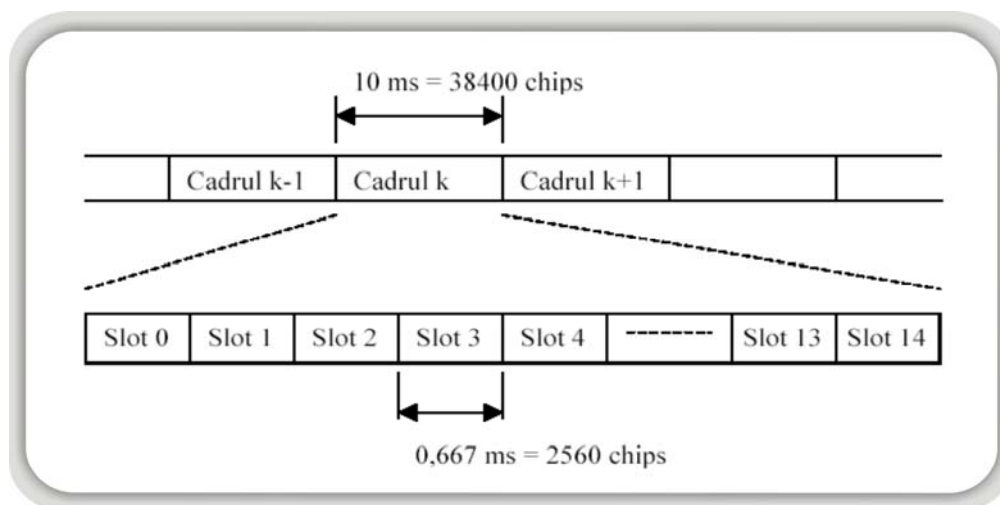 10 ms = 38400 chips
Cadrul k-1 Cadrul k Cadrul k+1
Slot 0 Slot 1 Slot 2 Slot 3 Slot 4 Slot 13 Slot 14
0,667 ms = 2560 chips